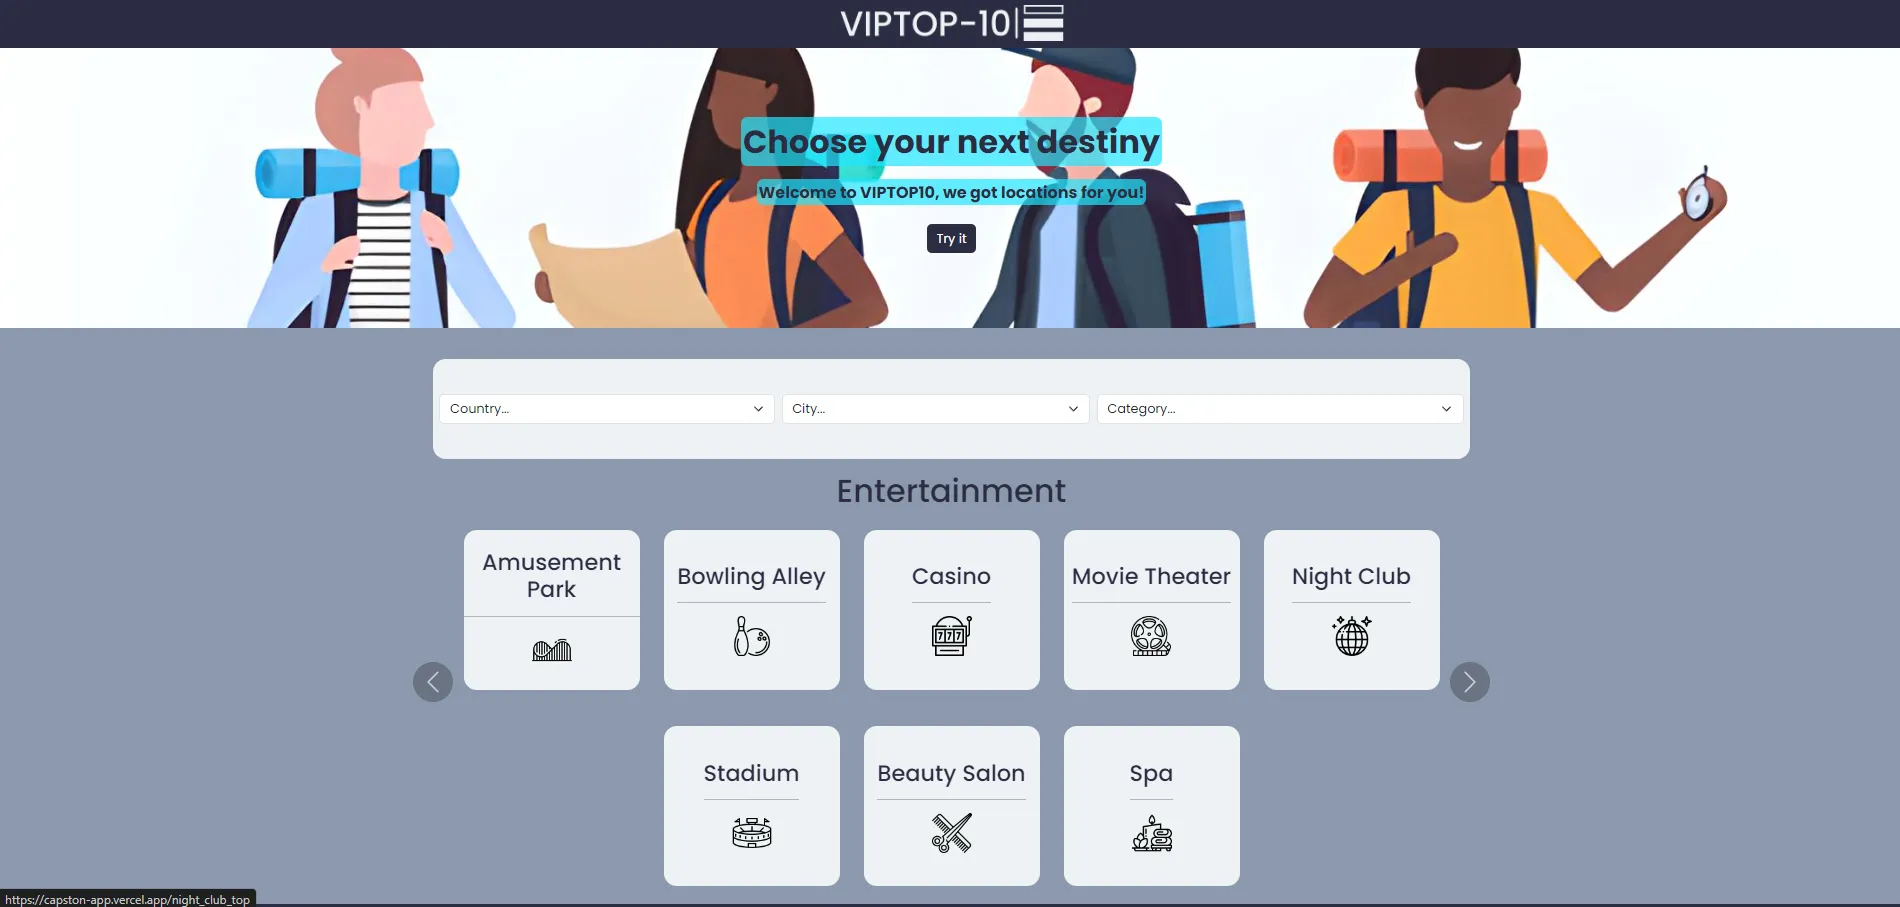 VIPTOP-10|
Choose your next destiny
Welcome to VIPTOP10, we got locations for you!
Try it
Country...
City...
Category...
Entertainment
Amusement
Park
Bowling Alley
Casino
777
Movie Theater
Night Club
Stadium
Beauty Salon
Spa
https://capston-app.vercel.app/night_club_top